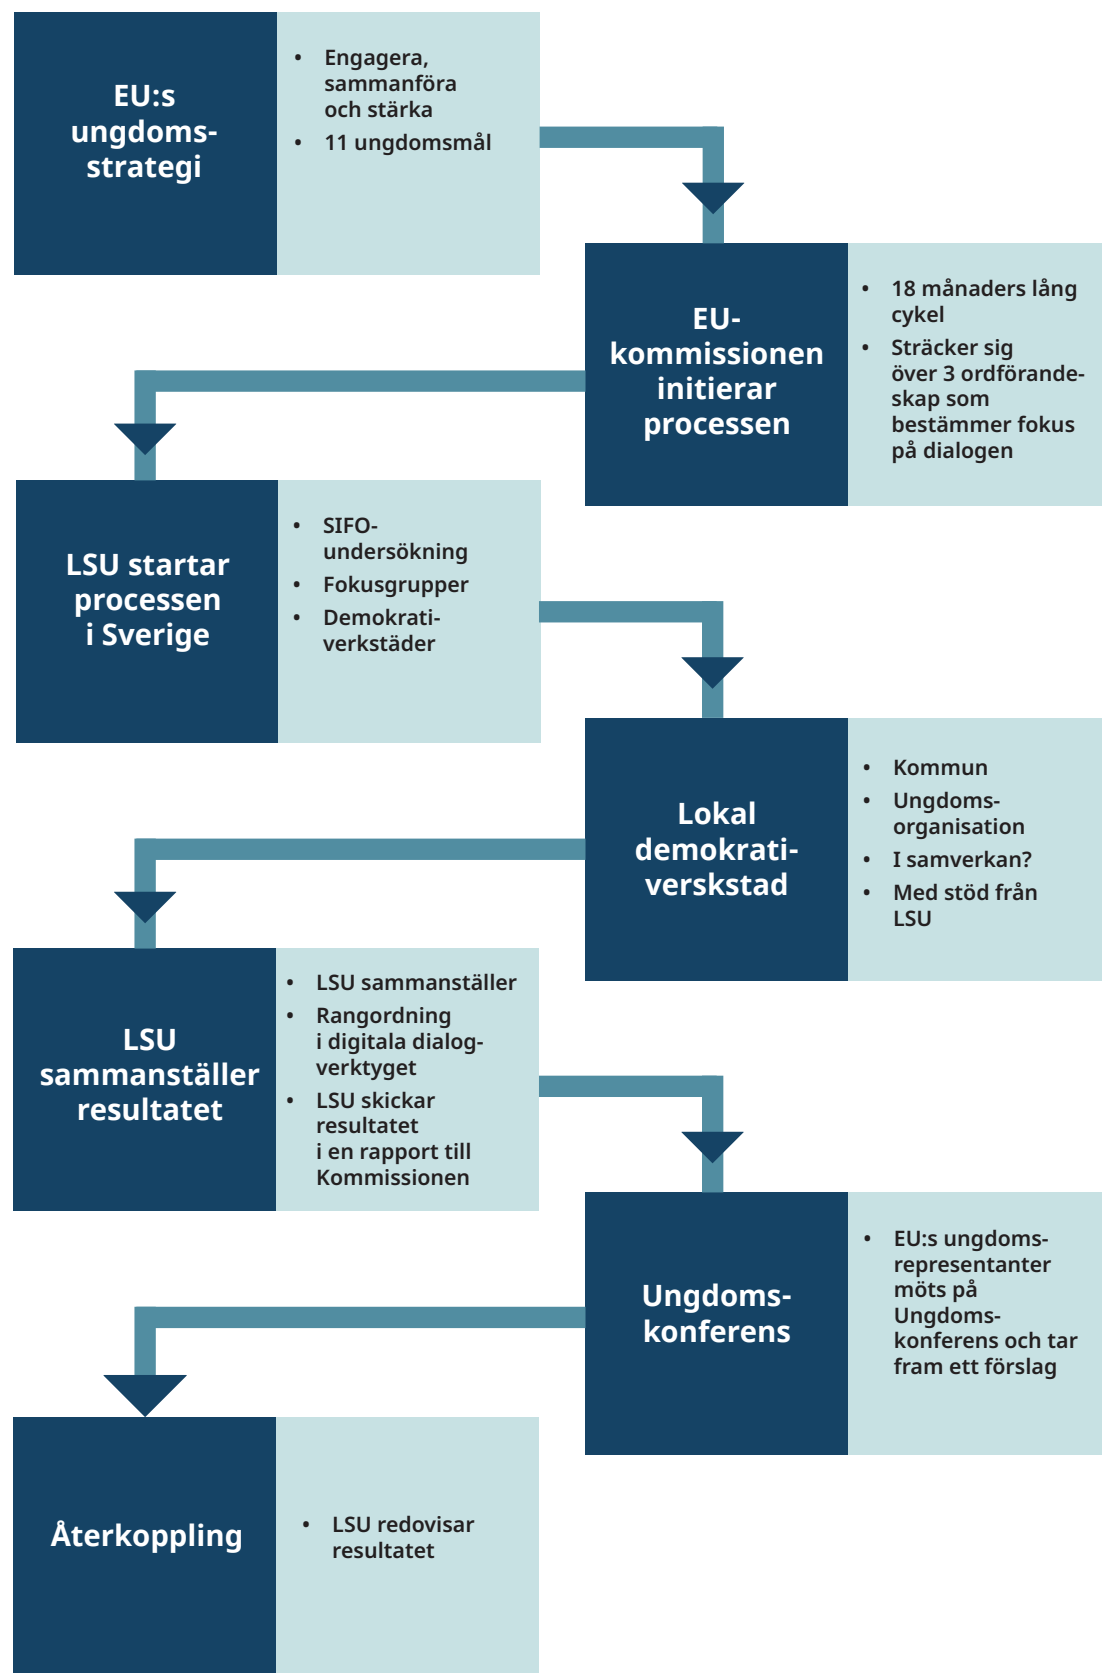 EU:s
ungdoms-
strategi
• Engagera,
sammanföra
och stärka
• 11 ungdomsmål
EU-
kommissionen
initierar
processen
• 18 månaders lång
cykel
• Sträcker sig
över 3 ordförande-
skap som
bestämmer fokus
på dialogen
LSU startar
processen
i Sverige
• SIFO-
undersökning
• Fokusgrupper
• Demokrati-
verkstäder
Lokal
demokrati-
verskstad
• Kommun
• Ungdoms-
organisation
• I samverkan?
• Med stöd från
LSU
LSU
sammanställer
resultatet
• LSU sammanställer
• Rangordning
i digitala dialog-
verktyget
• LSU skickar
resultatet
i en rapport till
Kommissionen
Ungdoms-
konferens
• EU:s ungdoms-
representanter
möts på
Ungdoms-
konferens och tar
fram ett förslag
Återkoppling
• LSU redovisar
resultatet